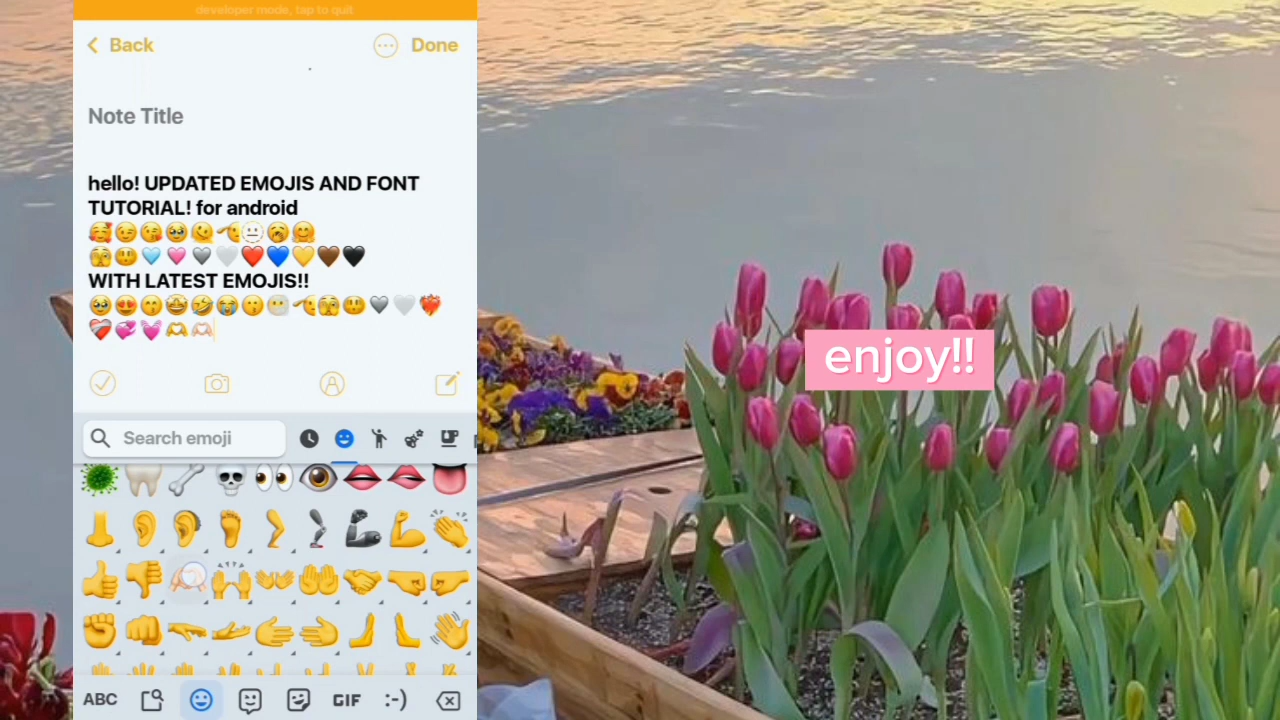 developer mode, tap to quit
Back
Done
Note Title
hello! UPDATED EMOJIS AND FONT
TUTORIAL! for android
🥰😉😘🥹🫠🫡🫥😭🤗
🫣🫢🩵🩷🩶🤍❤️💙💛🤎🖤
WITH LATEST EMOJIS!!
🥹😍😙🤩🤣😭😗😶‍🌫️🫡🫣🫢🩶🤍❤️‍🔥
❤️‍🩹💞💓🫶🫶🏻
enjoy!!
Search emoji
ABC
GIF
:-)